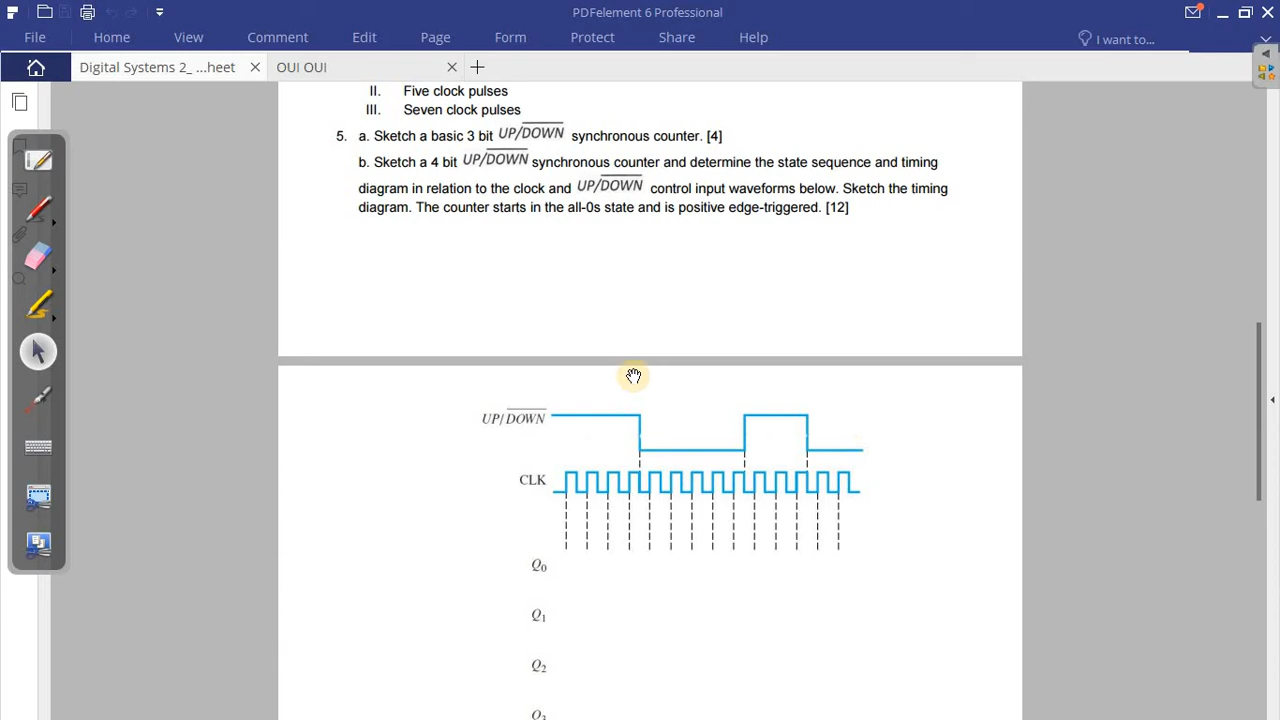 PDFelement 6 Professional
File Home View Comment Edit Page Form Protect Share Help I want to...
Digital Systems 2_ ...heet OUI OUI
II. Five clock pulses
III. Seven clock pulses
5. a. Sketch a basic 3 bit UP/DOWN synchronous counter. [4]
b. Sketch a 4 bit UP/DOWN synchronous counter and determine the state sequence and timing
diagram in relation to the clock and UP/DOWN control input waveforms below. Sketch the timing
diagram. The counter starts in the all-0s state and is positive edge-triggered. [12]
UP/DOWN
CLK
Q0
Q1
Q2
Q3